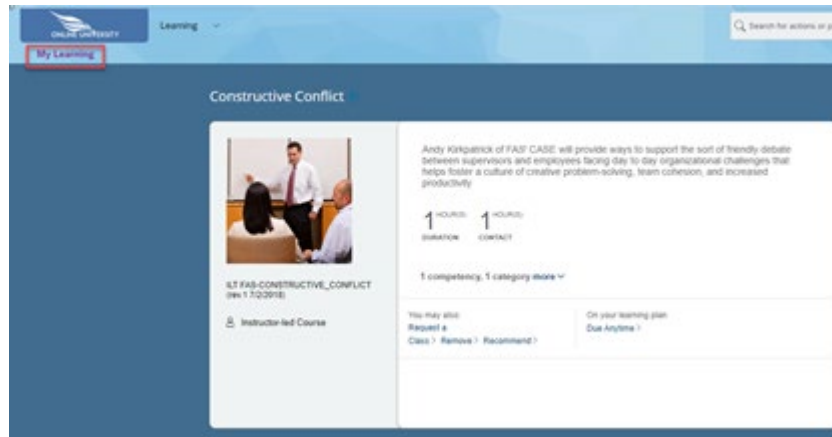 ONLINE UNIVERSITY
Learning
Search for actions or p
My Learning
Constructive Conflict
Andy Kirkpatrick of FAS' CASE will provide ways to support the sort of friendly debate
between supervisors and employees facing day to day organizational challenges that
helps foster a culture of creative problem-solving, team cohesion, and increased
productivity
1 HOUR(S)
DURATION
1 HOUR(S)
CONTACT
1 competency, 1 category more
ILT FAS-CONSTRUCTIVE_CONFLICT
(rev 1 7/2/2018)
Instructor-led Course
You may also:
Request a
Class > Remove > Recommend >
On your learning plan
Due Anytime >